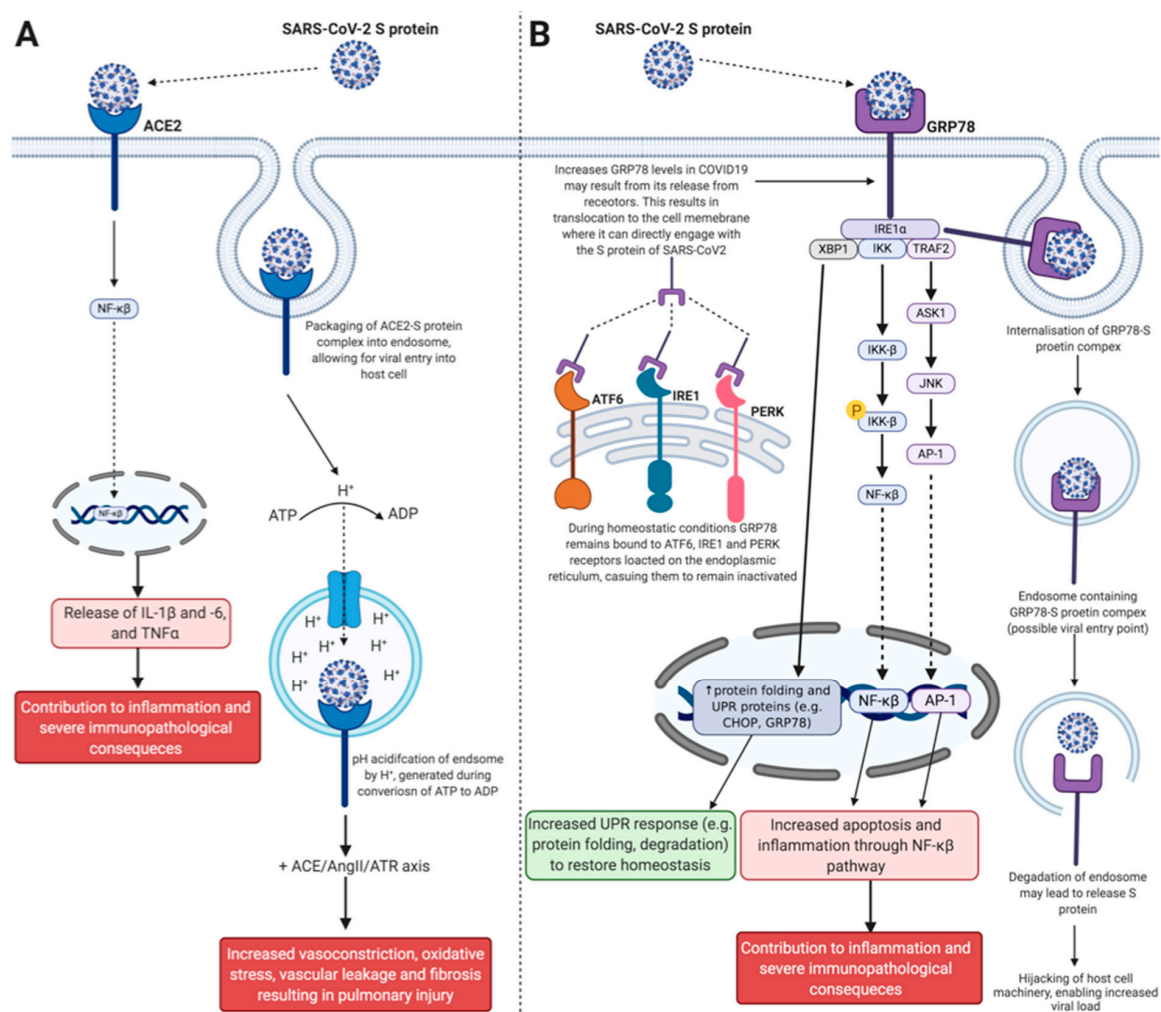 A
SARS-CoV-2 S protein
ACE2
NF-κβ
Packaging of ACE2-S protein
complex into endosome,
allowing for viral entry into
host cell
NF-κβ
H⁺
ATP
ADP
Release of IL-1β and -6,
and TNFα
H⁺
H⁺
H⁺
H⁺
H⁺
H⁺
H⁺
Contribution to inflammation and
severe immunopathological
consequeces
pH acidifcation of endsome
by H⁺, generated during
converiosn of ATP to ADP
+ ACE/AngII/ATR axis
Increased vasoconstriction, oxidative
stress, vascular leakage and fibrosis
resulting in pulmonary injury
B
SARS-CoV-2 S protein
GRP78
Increases GRP78 levels in COVID19
may result from its release from
receotors. This results in
translocation to the cell memebrane
where it can directly engage with
the S protein of SARS-CoV2
IRE1α
XBP1
IKK
TRAF2
ASK1
IKK-β
JNK
P
IKK-β
AP-1
NF-κβ
ATF6
IRE1
PERK
During homeostatic conditions GRP78
remains bound to ATF6, IRE1 and PERK
receptors loacted on the endoplasmic
reticulum, casuing them to remain inactivated
↑protein folding and
UPR proteins (e.g.
CHOP, GRP78)
NF-κβ
AP-1
Increased UPR response (e.g.
protein folding, degradation)
to restore homeostasis
Increased apoptosis and
inflammation through NF-κβ
pathway
Contribution to inflammation and
severe immunopathological
consequeces
Internalisation of GRP78-S
proetin compex
Endosome containing
GRP78-S proetin compex
(possible viral entry point)
Degradation of endosome
may lead to release S
protein
Hijacking of host cell
machinery, enabling increased
viral load